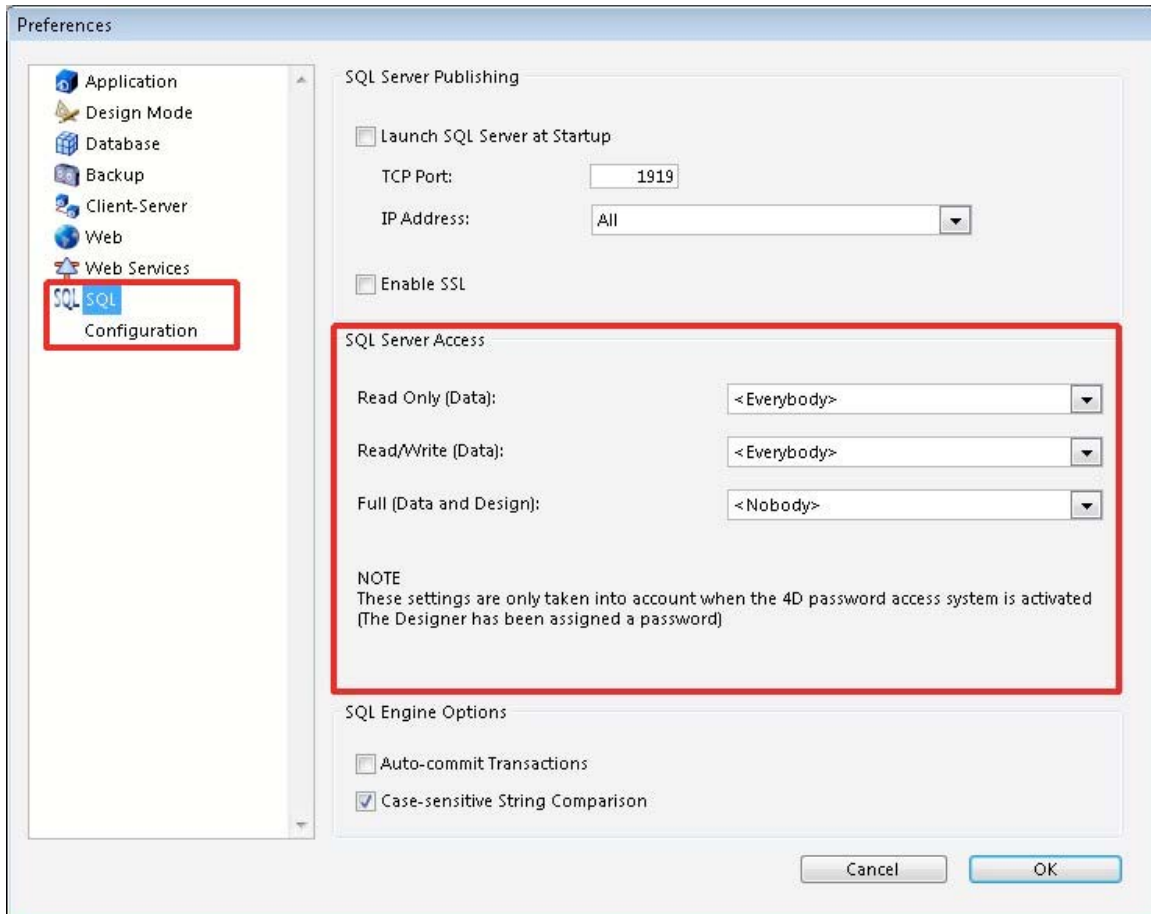 Preferences
Application
Design Mode
Database
Backup
Client-Server
Web
Web Services
SQL SQL
Configuration
SQL Server Publishing
Launch SQL Server at Startup
TCP Port: 1919
IP Address: All
Enable SSL
SQL Server Access
Read Only (Data): <Everybody>
Read/Write (Data): <Everybody>
Full (Data and Design): <Nobody>
NOTE
These settings are only taken into account when the 4D password access system is activated
(The Designer has been assigned a password)
SQL Engine Options
Auto-commit Transactions
Case-sensitive String Comparison
Cancel OK